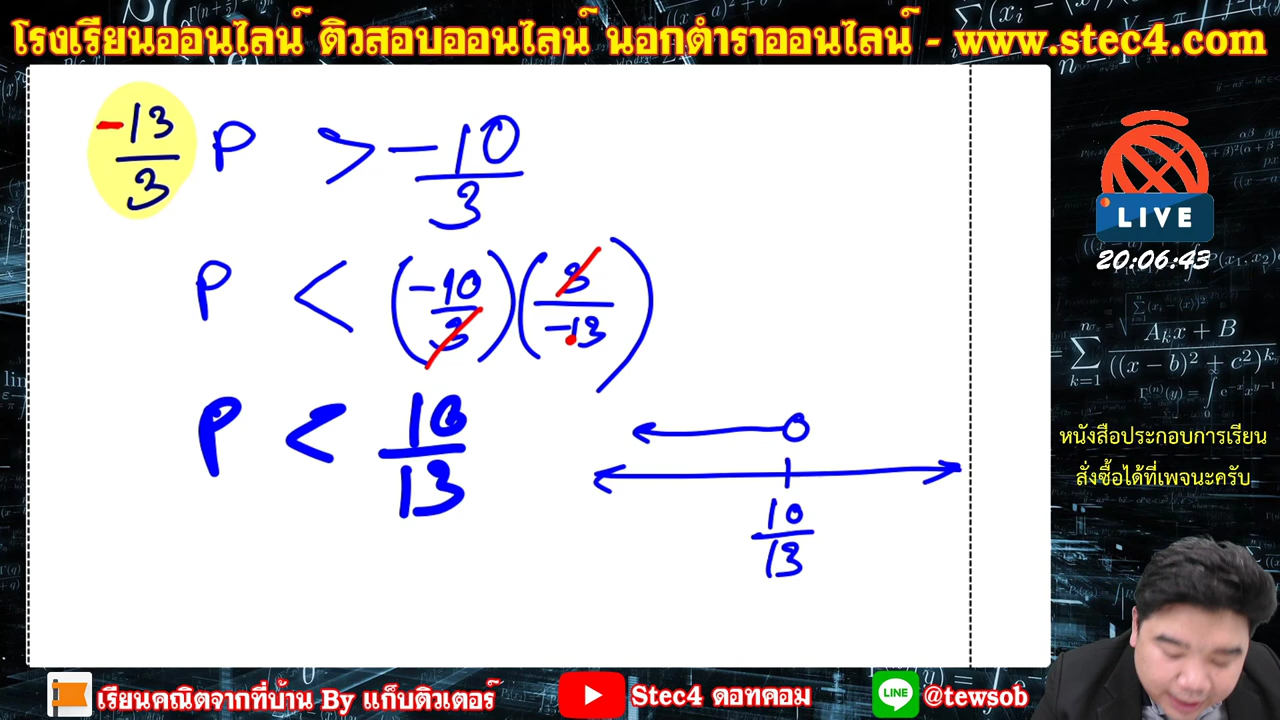 โรงเรียนออนไลน์ ติวสอบออนไลน์ นอกตำราออนไลน์ - www.stec4.com
-13/3 P > -10/3
P < (-10/3)(3/-13)
P < 10/13
10/13
LIVE
20:06:43
A_k x + B
((x - b)² + c²)^k
หนังสือประกอบการเรียน
สั่งซื้อได้ที่เพจนะครับ
เรียนคณิตจากที่บ้าน By แก็บติวเตอร์
Stec4 ดอทคอม
LINE
@tewsob